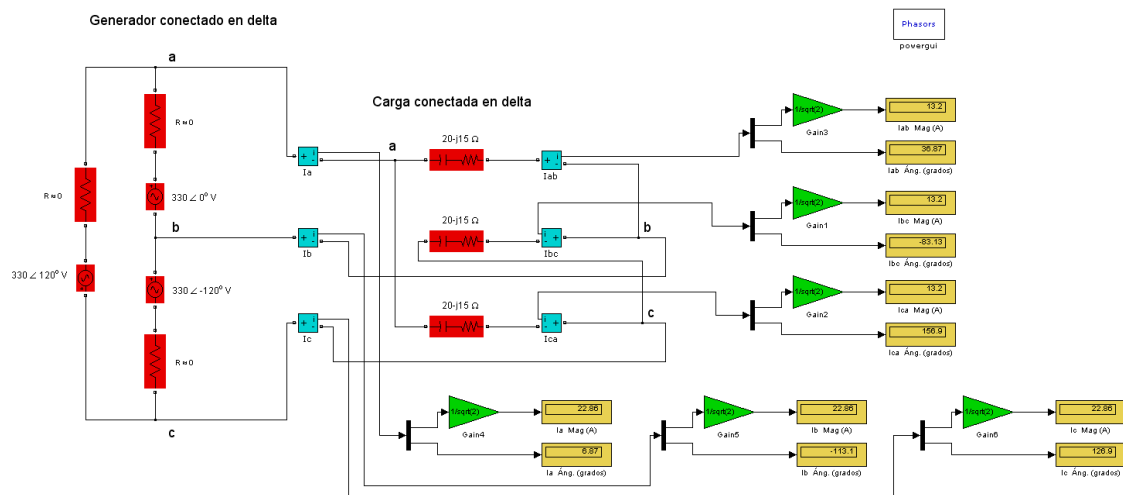 Generador conectado en delta
Phasors
powergui
a
R≈0
330∠0° V
R≈0
b
330∠120° V
330∠-120° V
R≈0
c
Carga conectada en delta
+
-
i
Ia
+
-
i
Ib
+
-
i
Ic
a
20-j15 Ω
+
-
i
Iab
20-j15 Ω
+
-
i
Ibc
b
20-j15 Ω
+
-
i
Ica
c
1/sqrt(2)
Gain3
13.2
Iab Mag (A)
36.87
Iab Áng. (grados)
1/sqrt(2)
Gain1
13.2
Ibc Mag (A)
-83.13
Ibc Áng. (grados)
1/sqrt(2)
Gain2
13.2
Ica Mag (A)
156.9
Ica Áng. (grados)
1/sqrt(2)
Gain4
22.86
Ia Mag (A)
6.87
Ia Áng. (grados)
1/sqrt(2)
Gain5
22.86
Ib Mag (A)
-113.1
Ib Áng. (grados)
1/sqrt(2)
Gain6
22.86
Ic Mag (A)
126.9
Ic Áng. (grados)